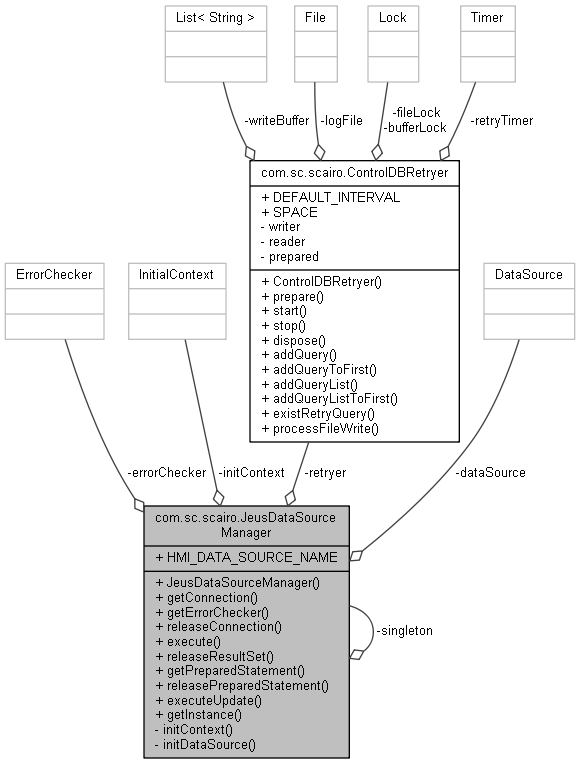 List< String >
File
Lock
Timer
-writeBuffer
-logFile
-fileLock
-bufferLock
-retryTimer
com.sc.scairo.ControlDBRetryer
+ DEFAULT_INTERVAL
+ SPACE
- writer
- reader
- prepared
+ ControlDBRetryer()
+ prepare()
+ start()
+ stop()
+ dispose()
+ addQuery()
+ addQueryToFirst()
+ addQueryList()
+ addQueryListToFirst()
+ existRetryQuery()
+ processFileWrite()
ErrorChecker
InitialContext
DataSource
-errorChecker
-initContext
-retryer
-dataSource
com.sc.scairo.JeusDataSource
Manager
+ HMI_DATA_SOURCE_NAME
+ JeusDataSourceManager()
+ getConnection()
+ getErrorChecker()
+ releaseConnection()
+ execute()
+ releaseResultSet()
+ getPreparedStatement()
+ releasePreparedStatement()
+ executeUpdate()
+ getInstance()
- initContext()
- initDataSource()
-singleton